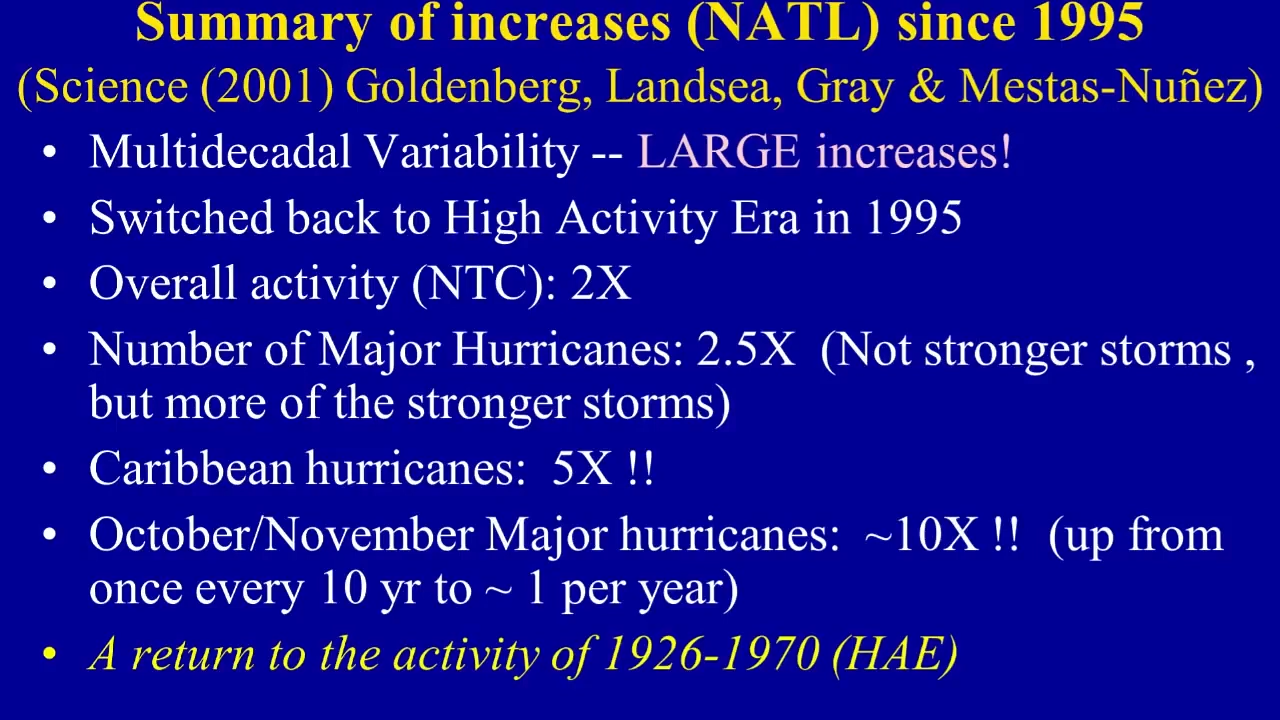 Summary of increases (NATL) since 1995
(Science (2001) Goldenberg, Landsea, Gray & Mestas-Nuñez)
• Multidecadal Variability -- LARGE increases!
• Switched back to High Activity Era in 1995
• Overall activity (NTC): 2X
• Number of Major Hurricanes: 2.5X (Not stronger storms ,
but more of the stronger storms)
• Caribbean hurricanes: 5X !!
• October/November Major hurricanes: ~10X !! (up from
once every 10 yr to ~ 1 per year)
• A return to the activity of 1926-1970 (HAE)